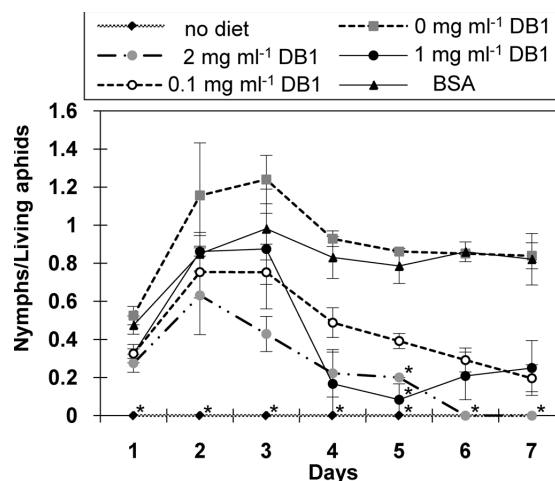 no diet
0 mg ml⁻¹ DB1
2 mg ml⁻¹ DB1
1 mg ml⁻¹ DB1
0.1 mg ml⁻¹ DB1
BSA
1.6
1.4
1.2
1
0.8
0.6
0.4
0.2
0
Nymphs/Living aphids
* * * * * * *
*
*
1 2 3 4 5 6 7
Days